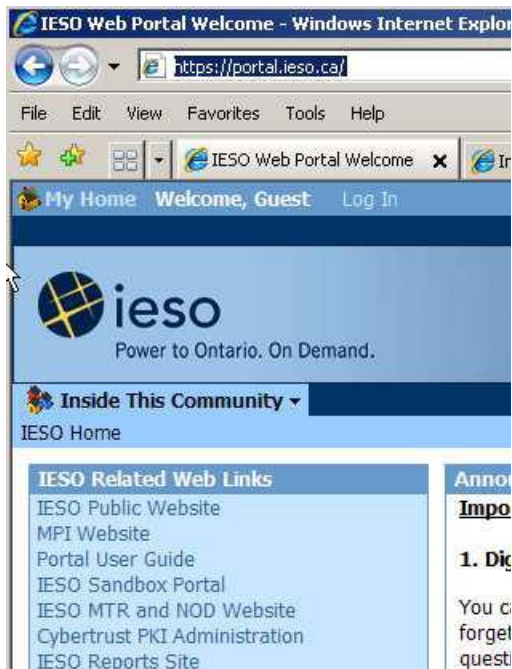 IESO Web Portal Welcome - Windows Internet Explor
https://portal.ieso.ca/
File Edit View Favorites Tools Help
IESO Web Portal Welcome
My Home Welcome, Guest Log In
ieso
Power to Ontario. On Demand.
Inside This Community
IESO Home
IESO Related Web Links
IESO Public Website
MPI Website
Portal User Guide
IESO Sandbox Portal
IESO MTR and NOD Website
Cybertrust PKI Administration
IESO Reports Site
Annou
Impo
1. Dig
You ca
forget
questi